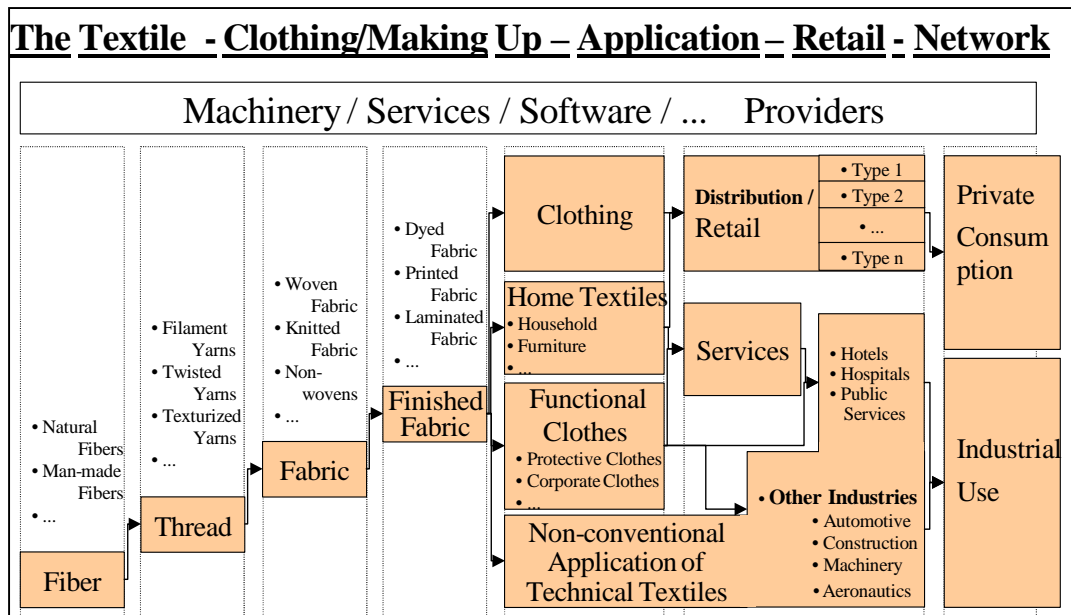 The Textile - Clothing/Making Up – Application – Retail - Network
Machinery / Services / Software / ... Providers
• Natural
Fibers
• Man-made
Fibers
• ...
Fiber
• Filament
Yarns
• Twisted
Yarns
• Texturized
Yarns
• ...
Thread
• Woven
Fabric
• Knitted
Fabric
• Non-
wovens
• ...
Fabric
• Dyed
Fabric
• Printed
Fabric
• Laminated
Fabric
• ...
Finished
Fabric
Clothing
Home Textiles
• Household
• Furniture
• ...
Functional
Clothes
• Protective Clothes
• Corporate Clothes
• ...
Non-conventional
Application of
Technical Textiles
Distribution /
Retail
• Type 1
• Type 2
• ...
• Type n
Services
• Hotels
• Hospitals
• Public
Services
• Other Industries
• Automotive
• Construction
• Machinery
• Aeronautics
Private
Consum
ption
Industrial
Use